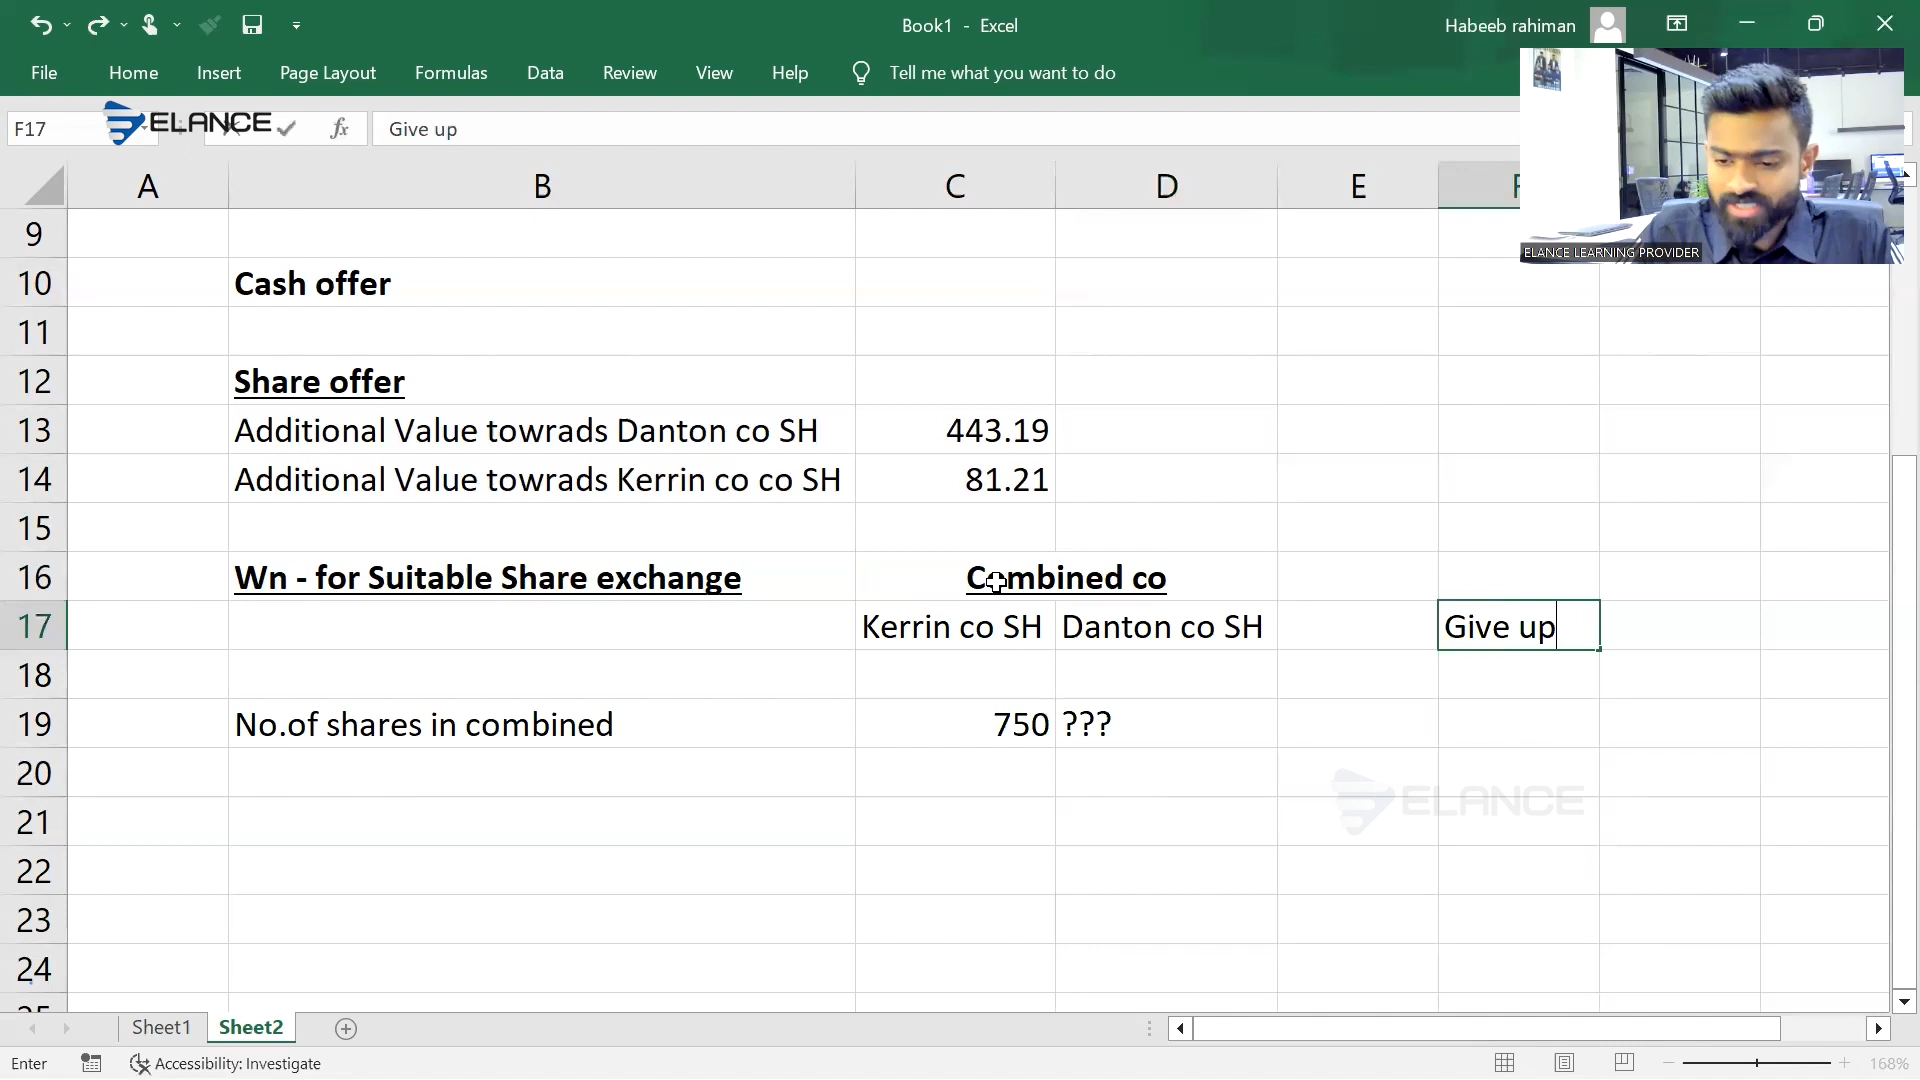 Book1 - Excel
Habeeb rahiman
File Home Insert Page Layout Formulas Data Review View Help Tell me what you want to do
F17 ELANCE fx Give up
A B C D E
ELANCE LEARNING PROVIDER
9
10 Cash offer
11
12 Share offer
13 Additional Value towrads Danton co SH 443.19
14 Additional Value towrads Kerrin co co SH 81.21
15
16 Wn - for Suitable Share exchange Combined co
17 Kerrin co SH Danton co SH Give up
18
19 No.of shares in combined 750 ???
20
ELANCE
21
22
23
24
Sheet1 Sheet2
Enter Accessibility: Investigate 168%